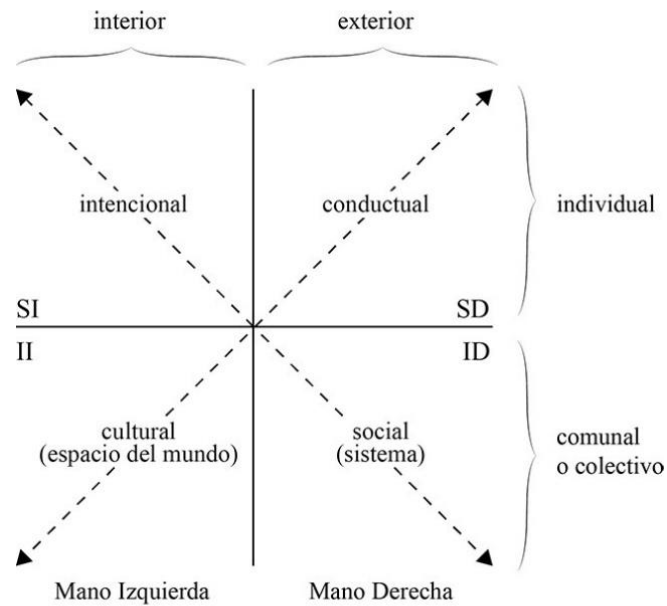 interior
exterior
intencional
conductual
individual
SI
SD
II
ID
cultural
(espacio del mundo)
social
(sistema)
comunal
o colectivo
Mano Izquierda
Mano Derecha